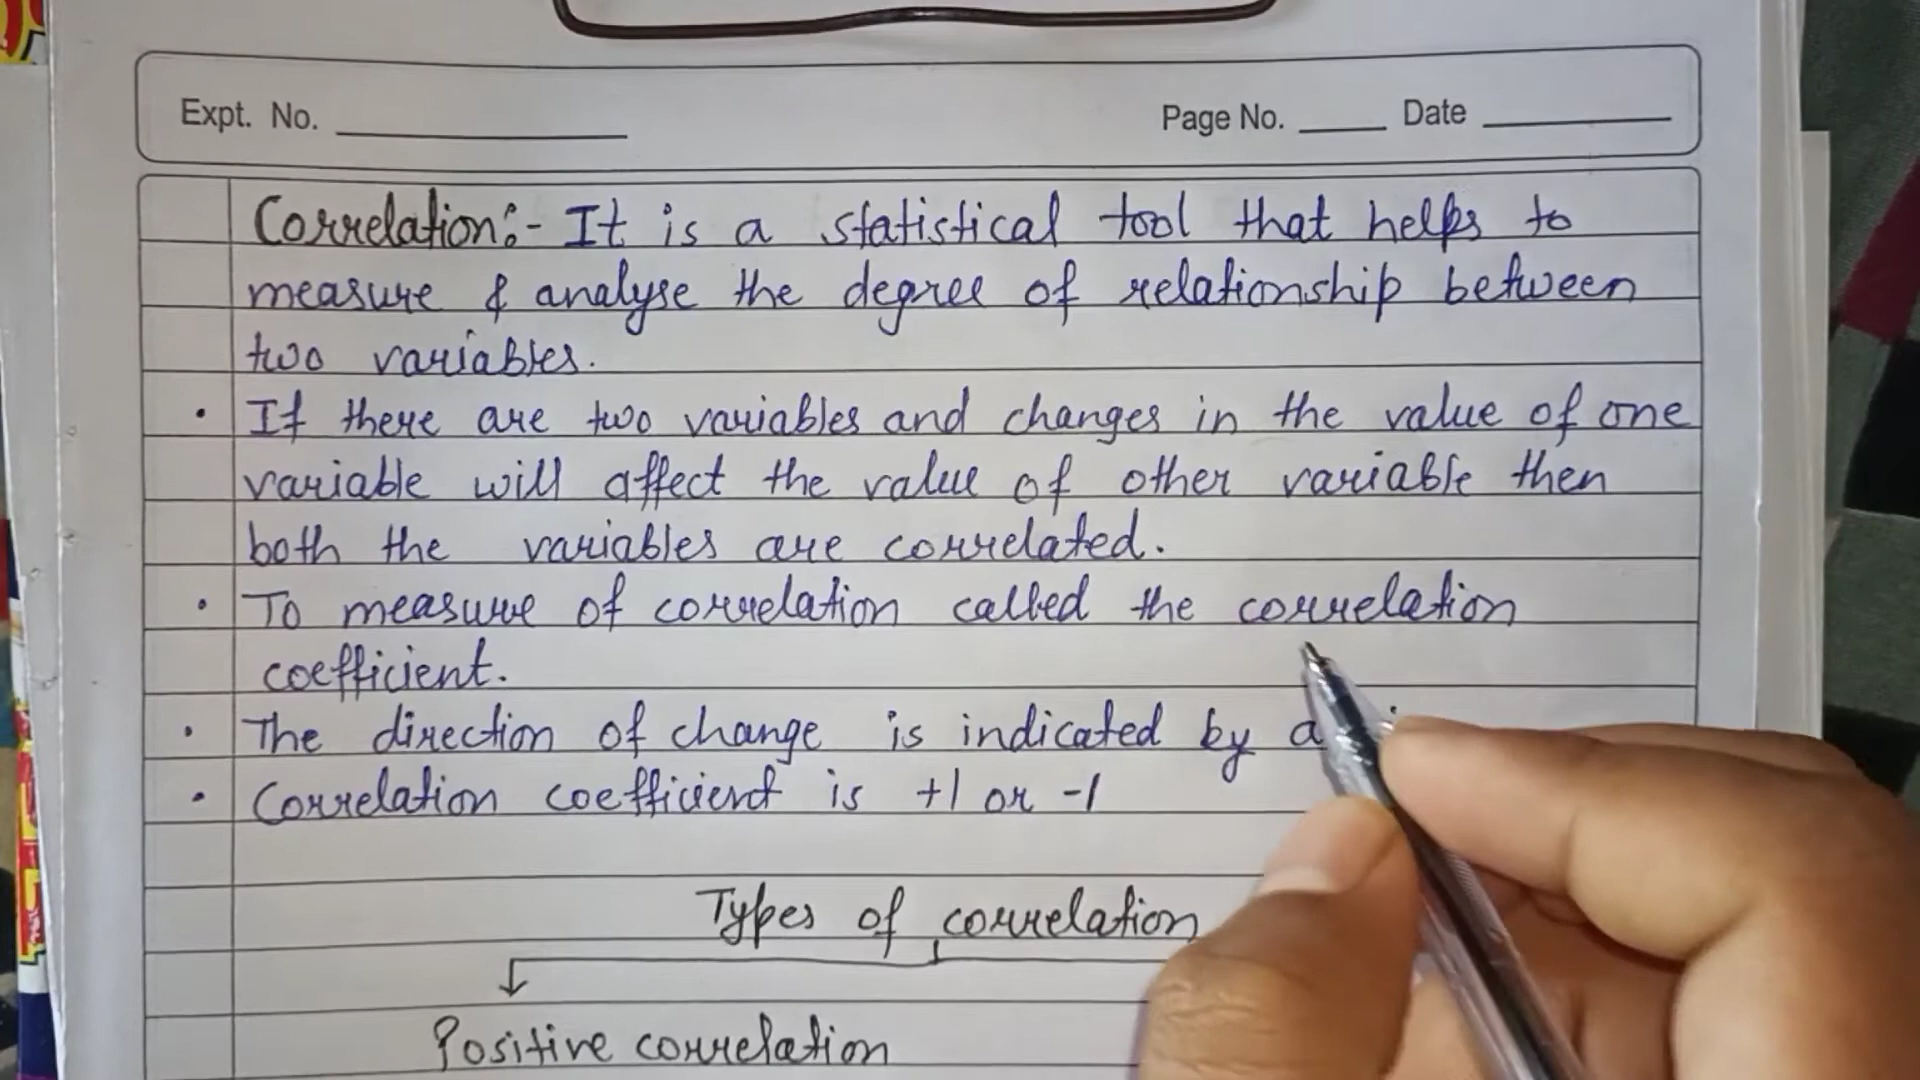 Expt. No. Page No. Date
Correlation:- It is a statistical tool that helps to
measure & analyse the degree of relationship between
two variables.
• If there are two variables and changes in the value of one
variable will affect the value of other variable then
both the variables are correlated.
• To measure of correlation called the correlation
coefficient.
• The direction of change is indicated by a
• Correlation coefficient is +1 or -1
Types of correlation
Positive correlation